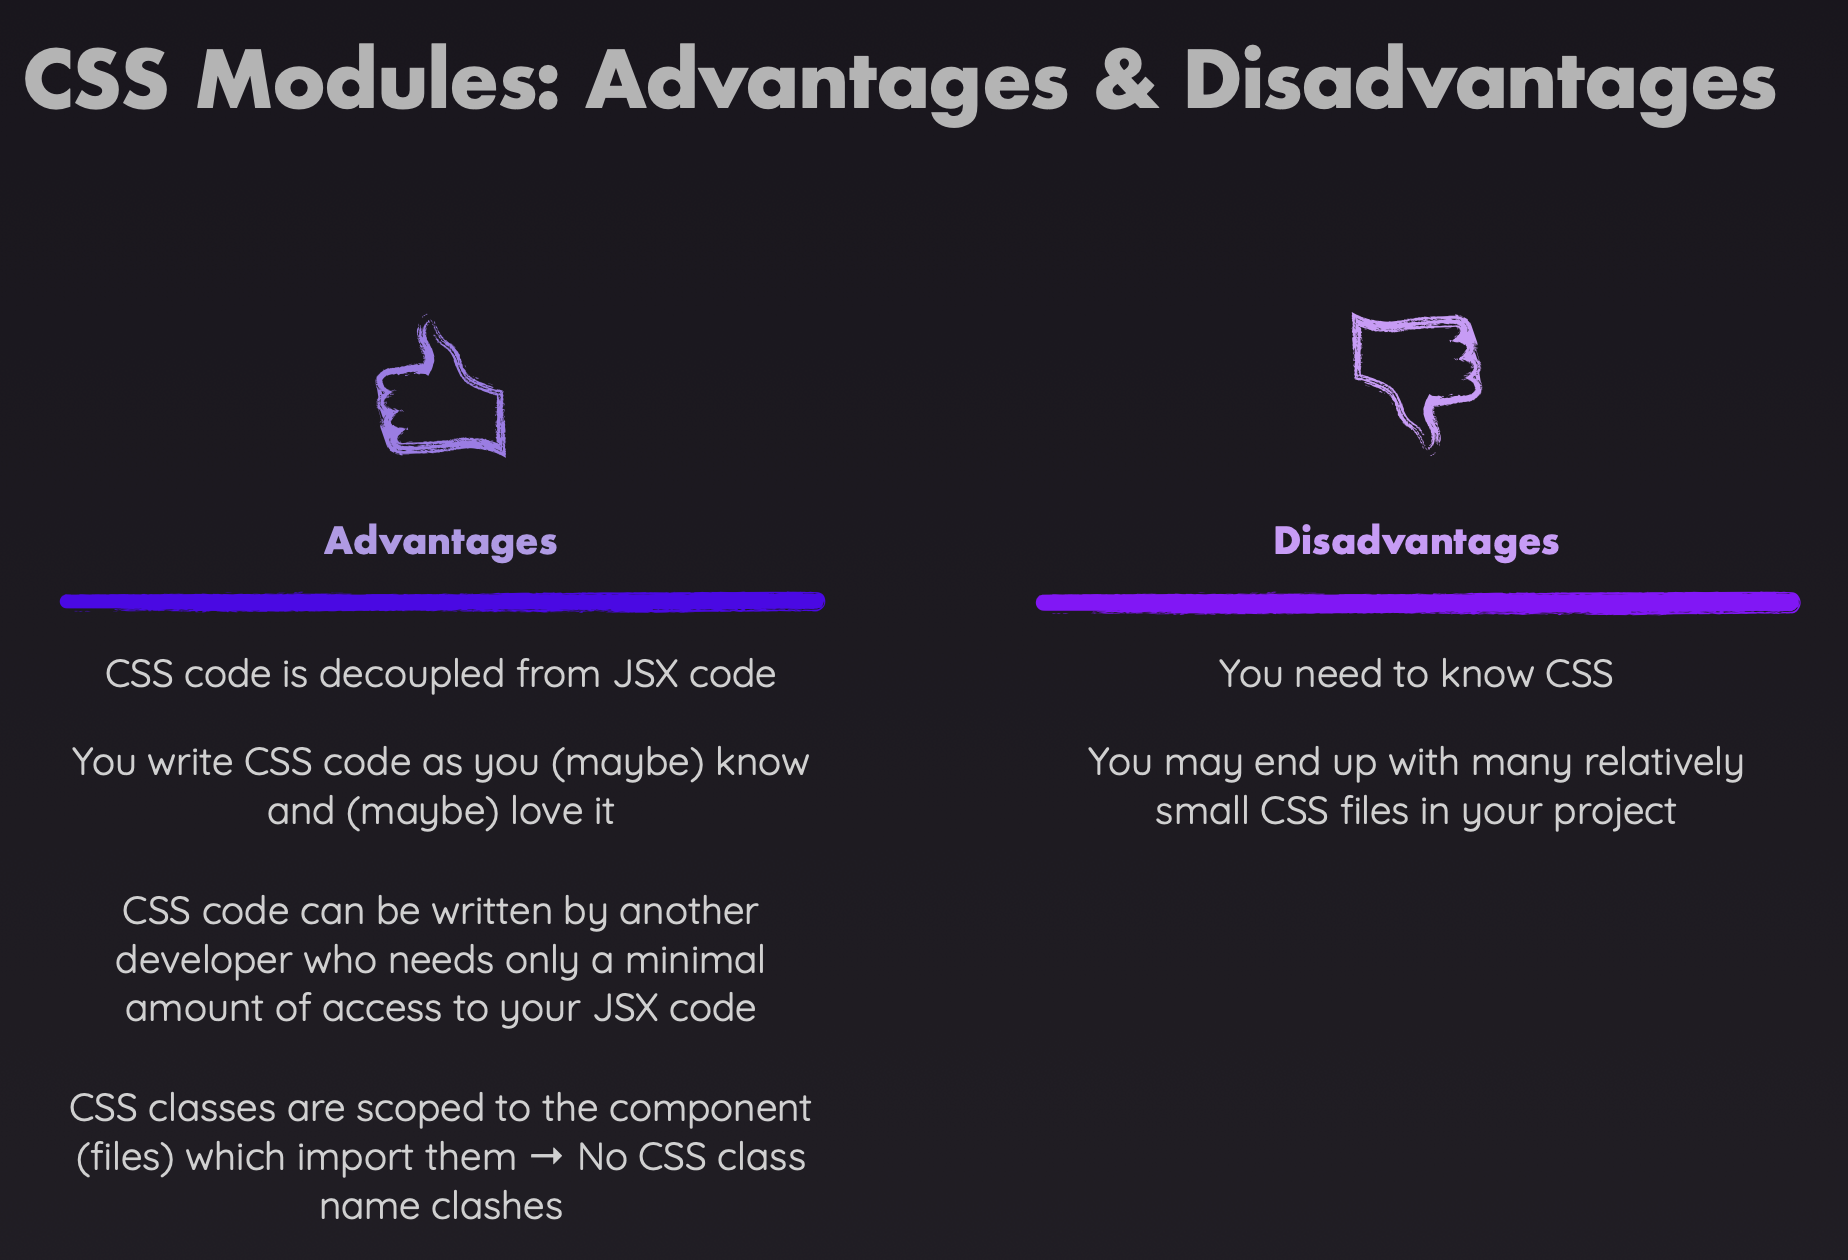 CSS Modules: Advantages & Disadvantages
Advantages
CSS code is decoupled from JSX code
You write CSS code as you (maybe) know
and (maybe) love it
CSS code can be written by another
developer who needs only a minimal
amount of access to your JSX code
CSS classes are scoped to the component
(files) which import them → No CSS class
name clashes
Disadvantages
You need to know CSS
You may end up with many relatively
small CSS files in your project